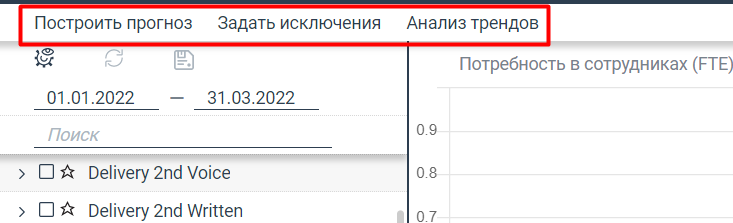 Построить прогноз Задать исключения Анализ трендов
Потребность в сотрудниках (FTE)
01.01.2022 — 31.03.2022
Поиск
Delivery 2nd Voice
Delivery 2nd Written
0.9
0.8
0.7